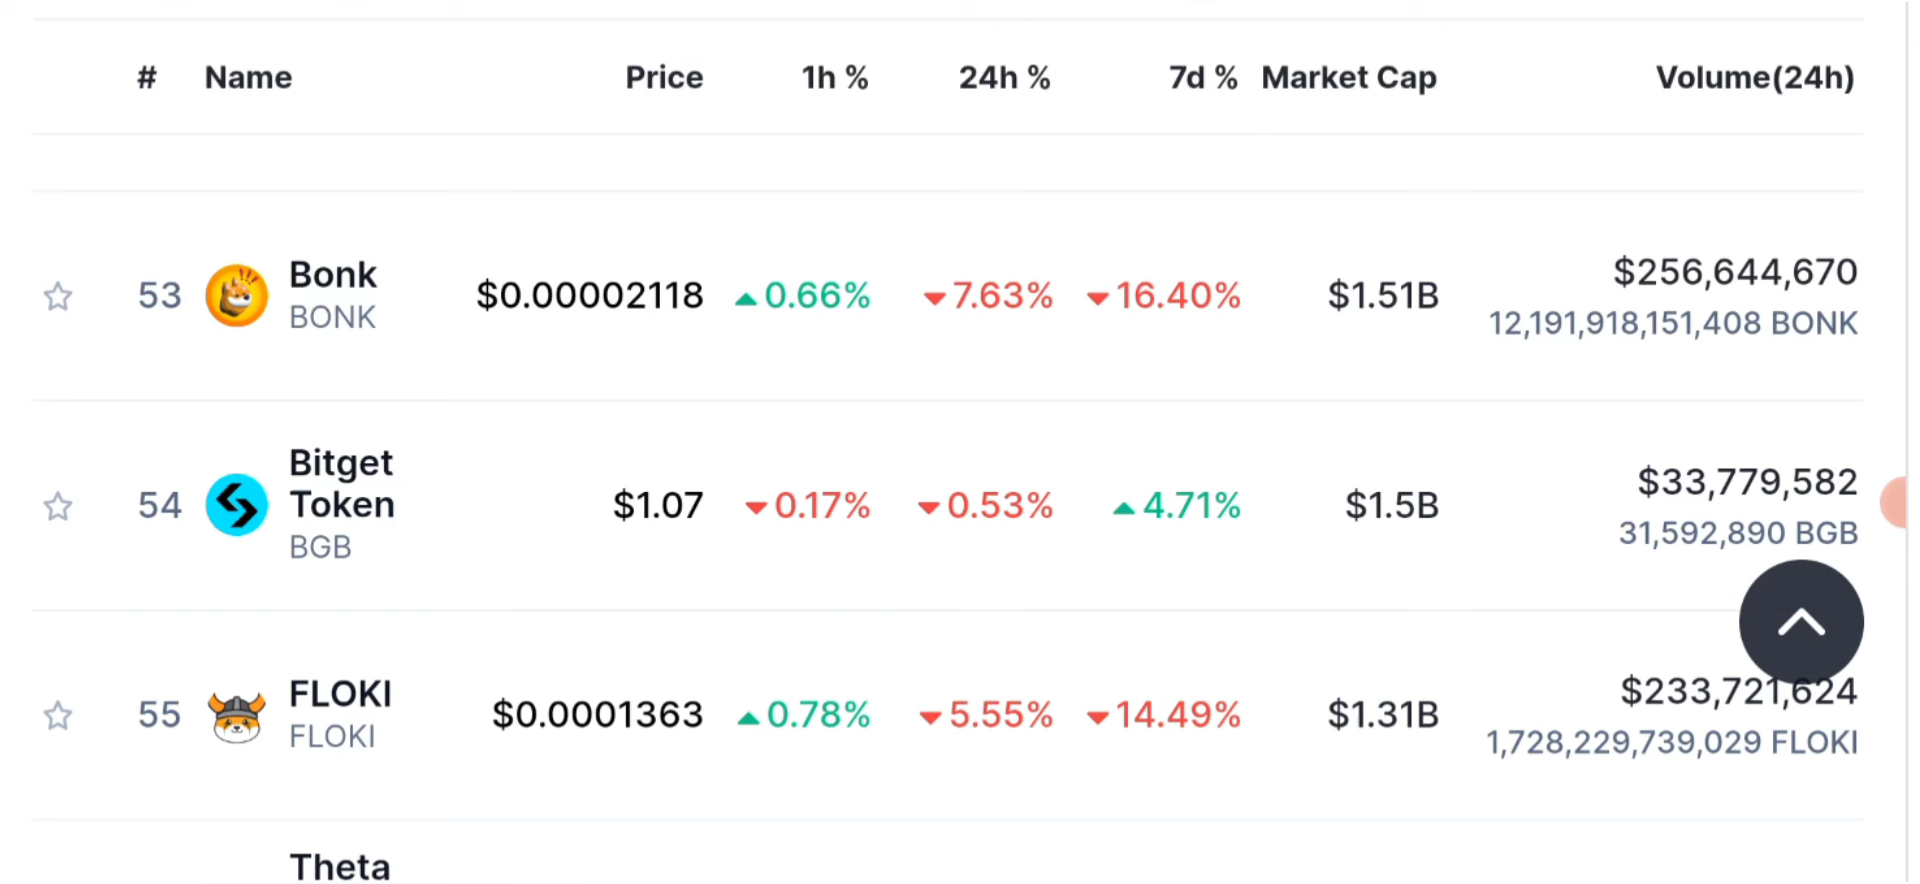 # Name Price 1h % 24h % 7d % Market Cap Volume(24h)
53 Bonk BONK $0.00002118 ▲0.66% ▼7.63% ▼16.40% $1.51B $256,644,670
12,191,918,151,408 BONK
54 Bitget Token BGB $1.07 ▼0.17% ▼0.53% ▲4.71% $1.5B $33,779,582
31,592,890 BGB
55 FLOKI FLOKI $0.0001363 ▲0.78% ▼5.55% ▼14.49% $1.31B $233,721,624
1,728,229,739,029 FLOKI
Theta